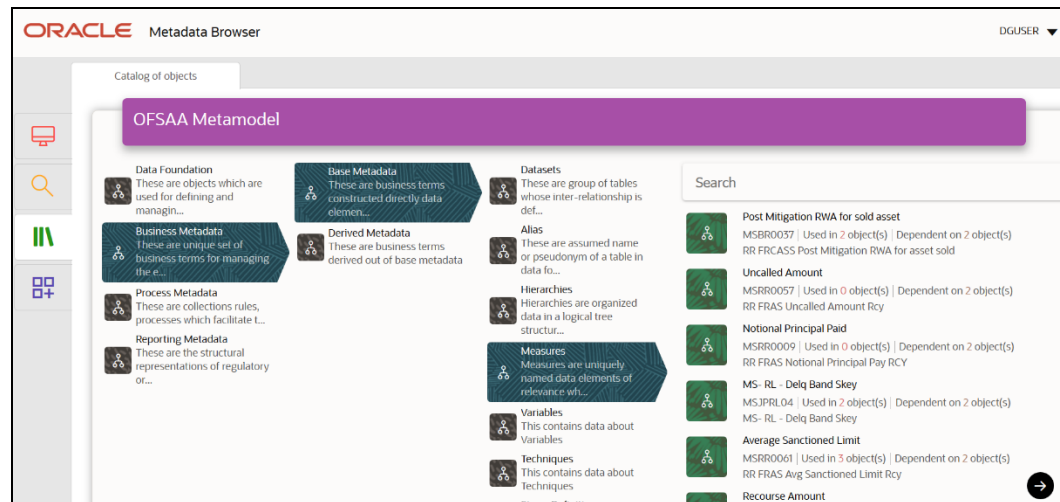 ORACLE Metadata Browser
DGUSER
Catalog of objects
OFSAA Metamodel
Data Foundation
These are objects which are
used for defining and
managin...
Business Metadata
These are unique set of
business terms for managing
the e...
Process Metadata
These are collections rules,
processes which facilitate t...
Reporting Metadata
These are the structural
representations of regulatory
or...
Base Metadata
These are business terms
constructed directly data
elemen...
Derived Metadata
These are business terms
derived out of base metadata
Datasets
These are group of tables
whose inter-relationship is
def...
Alias
These are assumed name
or pseudonym of a table in
data fo...
Hierarchies
Hierarchies are organized
data in a logical tree
structur...
Measures
Measures are uniquely
named data elements of
relevance wh...
Variables
This contains data about
Variables
Techniques
This contains data about
Techniques
Search
Post Mitigation RWA for sold asset
MSBR0037 | Used in 2 object(s) | Dependent on 2 object(s)
RR FRCASS Post Mitigation RWA for asset sold
Uncalled Amount
MSRR0057 | Used in 0 object(s) | Dependent on 2 object(s)
RR FRAS Uncalled Amount Rcy
Notional Principal Paid
MSRR0009 | Used in 0 object(s) | Dependent on 2 object(s)
RR FRAS Notional Principal Pay RCY
MS- RL - Delq Band Skey
MSJPRL04 | Used in 2 object(s) | Dependent on 2 object(s)
MS- RL - Delq Band Skey
Average Sanctioned Limit
MSRR0061 | Used in 3 object(s) | Dependent on 2 object(s)
RR FRAS Avg Sanctioned Limit Rcy
Recourse Amount